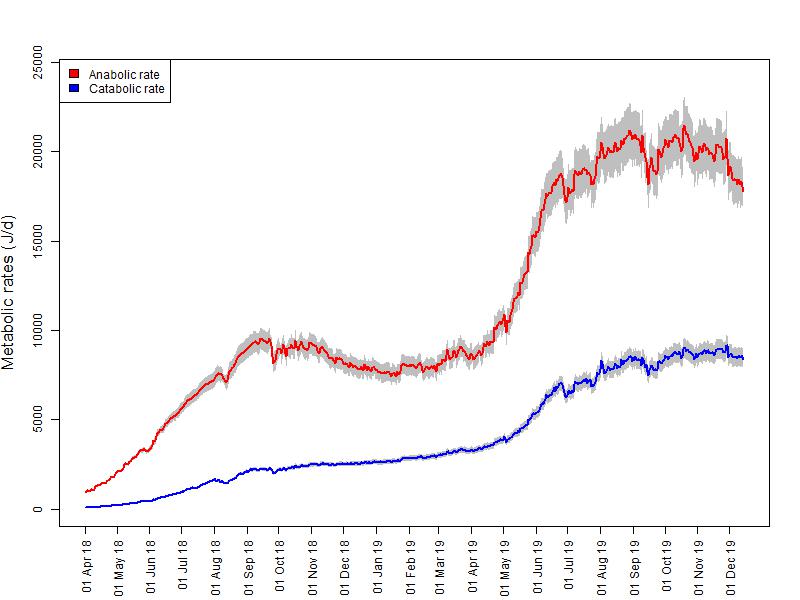 Anabolic rate
Catabolic rate
Metabolic rates (J/d)
25000
20000
15000
10000
5000
0
01 Apr 18
01 May 18
01 Jun 18
01 Jul 18
01 Aug 18
01 Sep 18
01 Oct 18
01 Nov 18
01 Dec 18
01 Jan 19
01 Feb 19
01 Mar 19
01 Apr 19
01 May 19
01 Jun 19
01 Jul 19
01 Aug 19
01 Sep 19
01 Oct 19
01 Nov 19
01 Dec 19